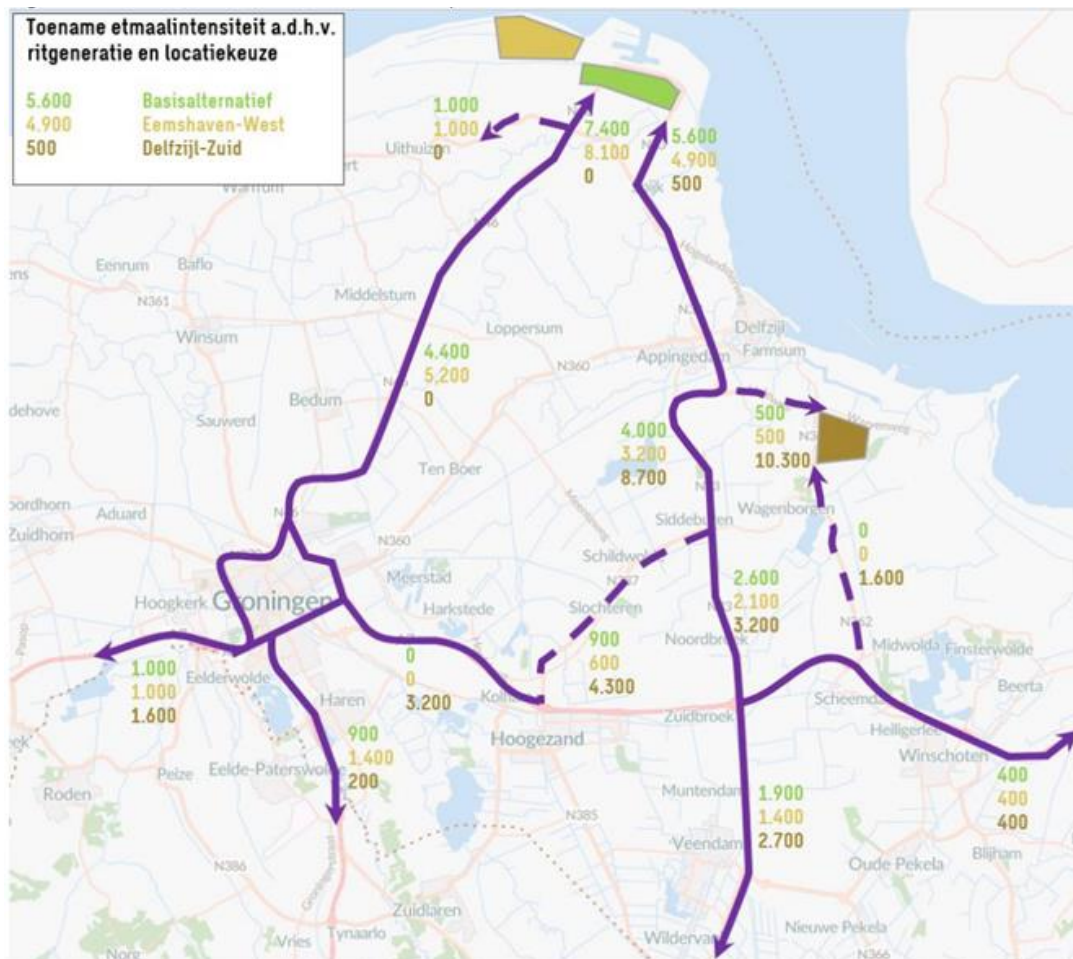 Toename etmaalintensiteit a.d.h.v.
ritgeneratie en locatiekeuze
5.600 Basisalternatief
4.900 Eemshaven-West
500 Delfzijl-Zuid
1.000
1.000
0
Uithuizen
7.400
8.100
0
5.600
4.900
500
Warffum
Eenrum
Baflo
N361
Middelstum
Winsum
Loppersum
N360
Delfzijl
Farmsum
Appingedam
4.400
5.200
0
Bedum
Sauwerd
4.000
3.200
8.700
500
500
10.300
Ten Boer
Aduard
Zuidhorn
N360
Siddeburen
Wagenborgen
Schildwolde
0
0
1.600
Meerstad
Hoogkerk
Groningen
Harkstede
Slochteren
2.600
2.100
3.200
Noordbroek
Midwolda
Finsterwolde
900
600
4.300
0
0
3.200
Eelderwolde
1.000
1.000
1.600
Haren
Scheemda
Beerta
Zuidbroek
Heiligerlee
Hoogezand
Winschoten
900
1.400
200
Peize
Eelde-Paterswolde
Roden
Muntendam
1.900
1.400
2.700
400
400
400
N385
Veendam
Oude Pekela
Blijham
N386
Zuidlaren
Nieuwe Pekela
Vries
Tynaarlo
Norg
N366